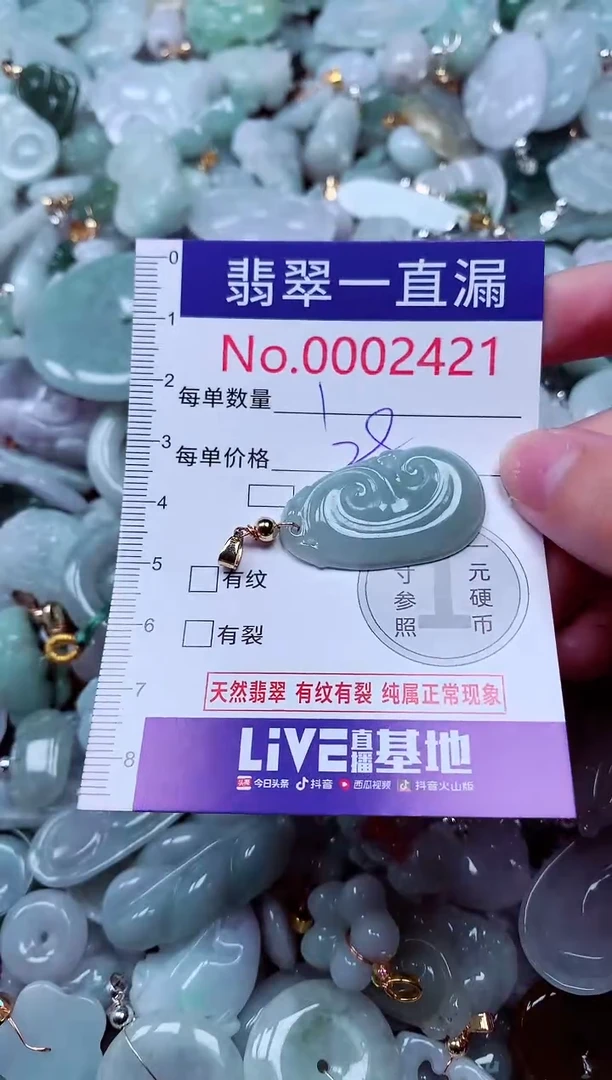 翡翠一直漏
No.0002421
每单数量 1
每单价格 28
有纹
有裂
寸参照
元硬币
天然翡翠 有纹有裂 纯属正常现象
LiVE直播基地
头条 今日头条 抖音 西瓜视频 抖音火山版
0
1
2
3
4
5
6
7
8